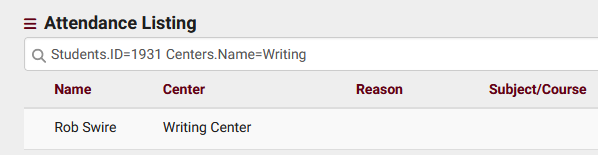 Attendance Listing
Students.ID=1931 Centers.Name=Writing
Name Center Reason Subject/Course
Rob Swire Writing Center